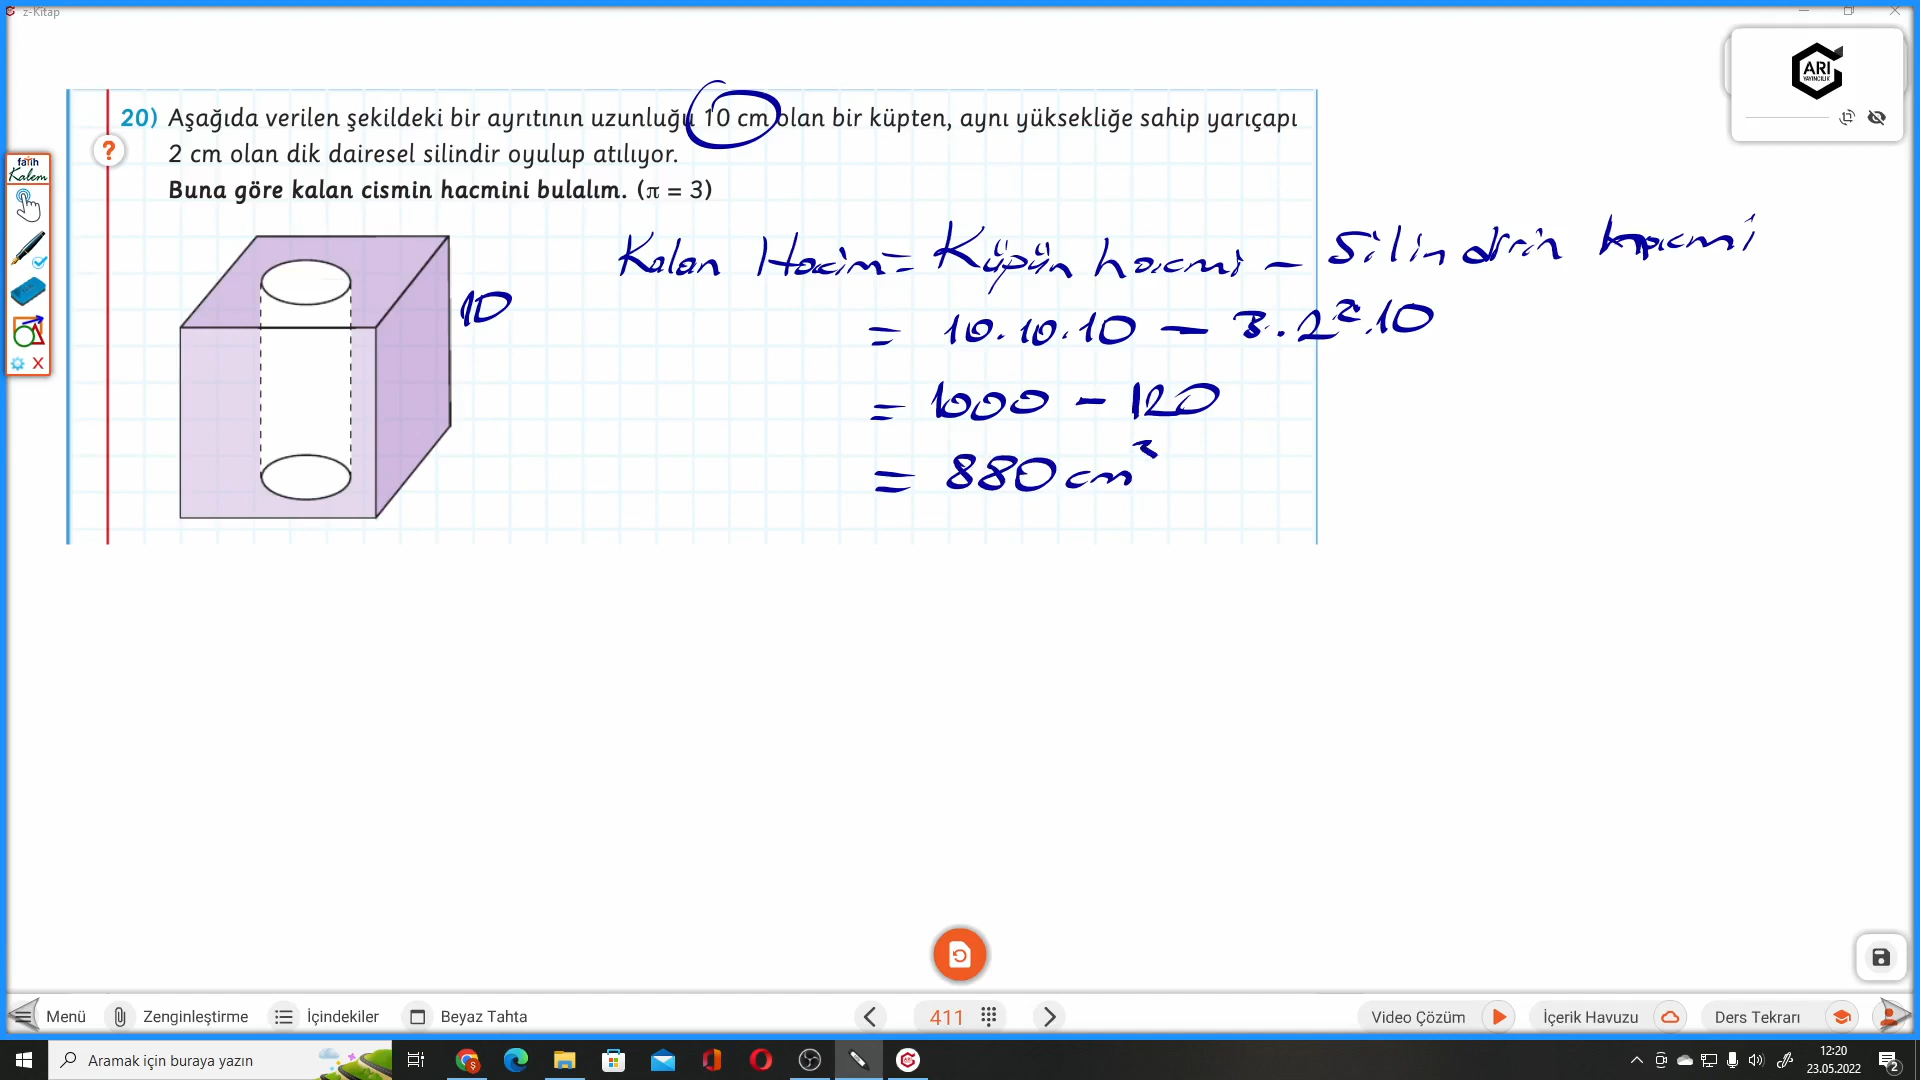 z-Kitap
ARI
YAYINCILIK
20) Aşağıda verilen şekildeki bir ayrıtının uzunluğu 10 cm olan bir küpten, aynı yüksekliğe sahip yarıçapı
?
2 cm olan dik dairesel silindir oyulup atılıyor.
Buna göre kalan cismin hacmini bulalım. (π = 3)
fatih
Kalem
X
Kalan Hacim = Küpün hacmi - Silindirin hacmi
10
= 10.10.10 - 3.2².10
= 1000 - 120
= 880 cm³
Menü Zenginleştirme İçindekiler Beyaz Tahta 411 Video Çözüm İçerik Havuzu Ders Tekrarı
Aramak için buraya yazın
12:20
23.05.2022
2